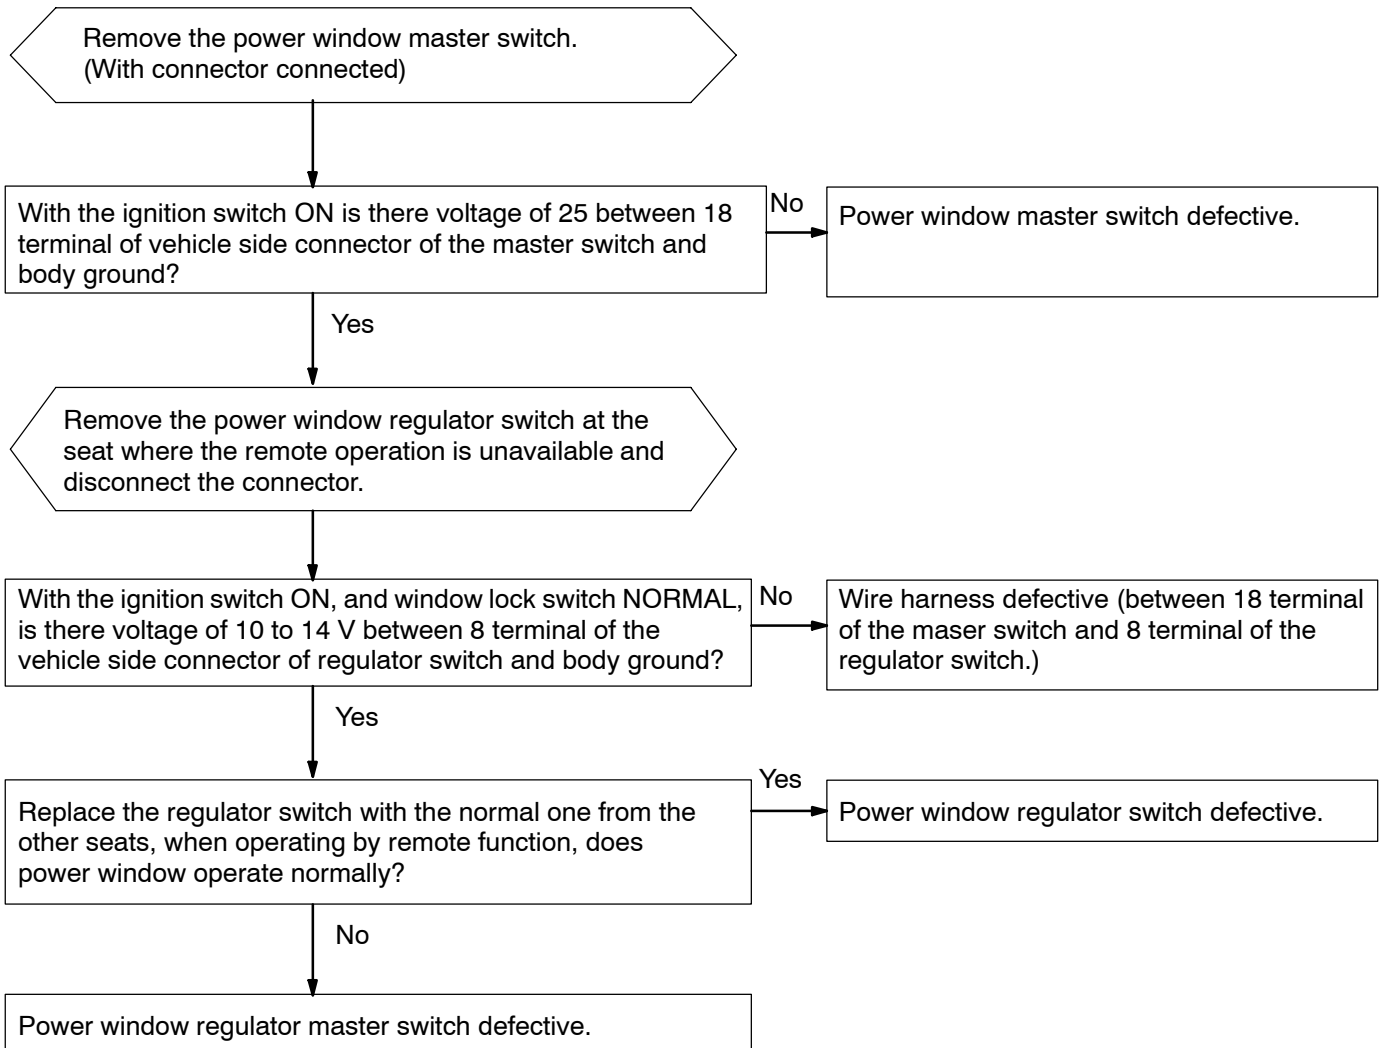 Remove the power window master switch.
(With connector connected)
With the ignition switch ON is there voltage of 25 between 18
terminal of vehicle side connector of the master switch and
body ground?
No
Power window master switch defective.
Yes
Remove the power window regulator switch at the
seat where the remote operation is unavailable and
disconnect the connector.
With the ignition switch ON, and window lock switch NORMAL,
is there voltage of 10 to 14 V between 8 terminal of the
vehicle side connector of regulator switch and body ground?
No
Wire harness defective (between 18 terminal
of the maser switch and 8 terminal of the
regulator switch.)
Yes
Replace the regulator switch with the normal one from the
other seats, when operating by remote function, does
power window operate normally?
Yes
Power window regulator switch defective.
No
Power window regulator master switch defective.